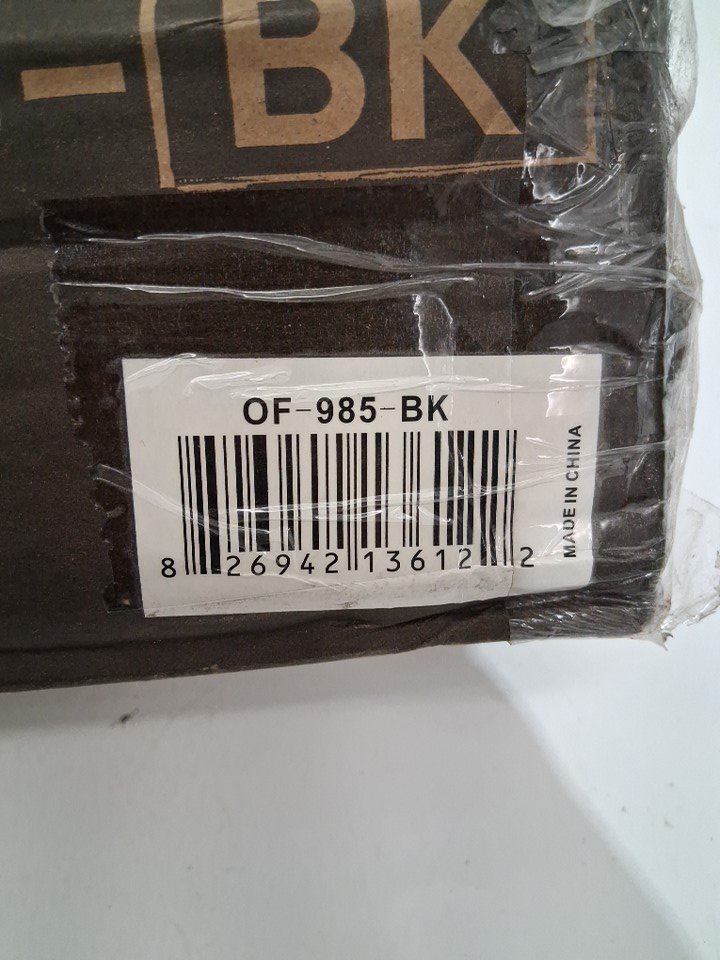 BK
OF-985-BK
8 26942 13612 2
MADE IN CHINA